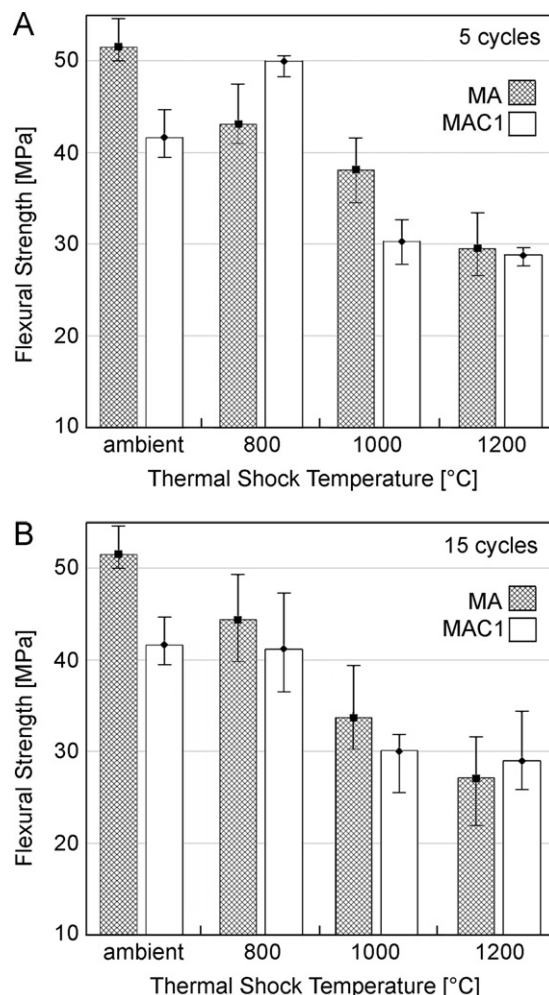 A
5 cycles
MA
MAC1
Flexural Strength [MPa]
50
40
30
20
10
ambient 800 1000 1200
Thermal Shock Temperature [°C]
B
15 cycles
MA
MAC1
Flexural Strength [MPa]
50
40
30
20
10
ambient 800 1000 1200
Thermal Shock Temperature [°C]